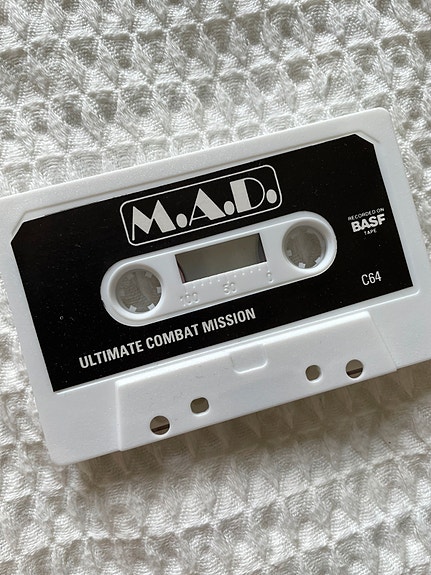 M.A.D.
RECORDED ON
BASF
TAPE
100 50 0
C64
ULTIMATE COMBAT MISSION